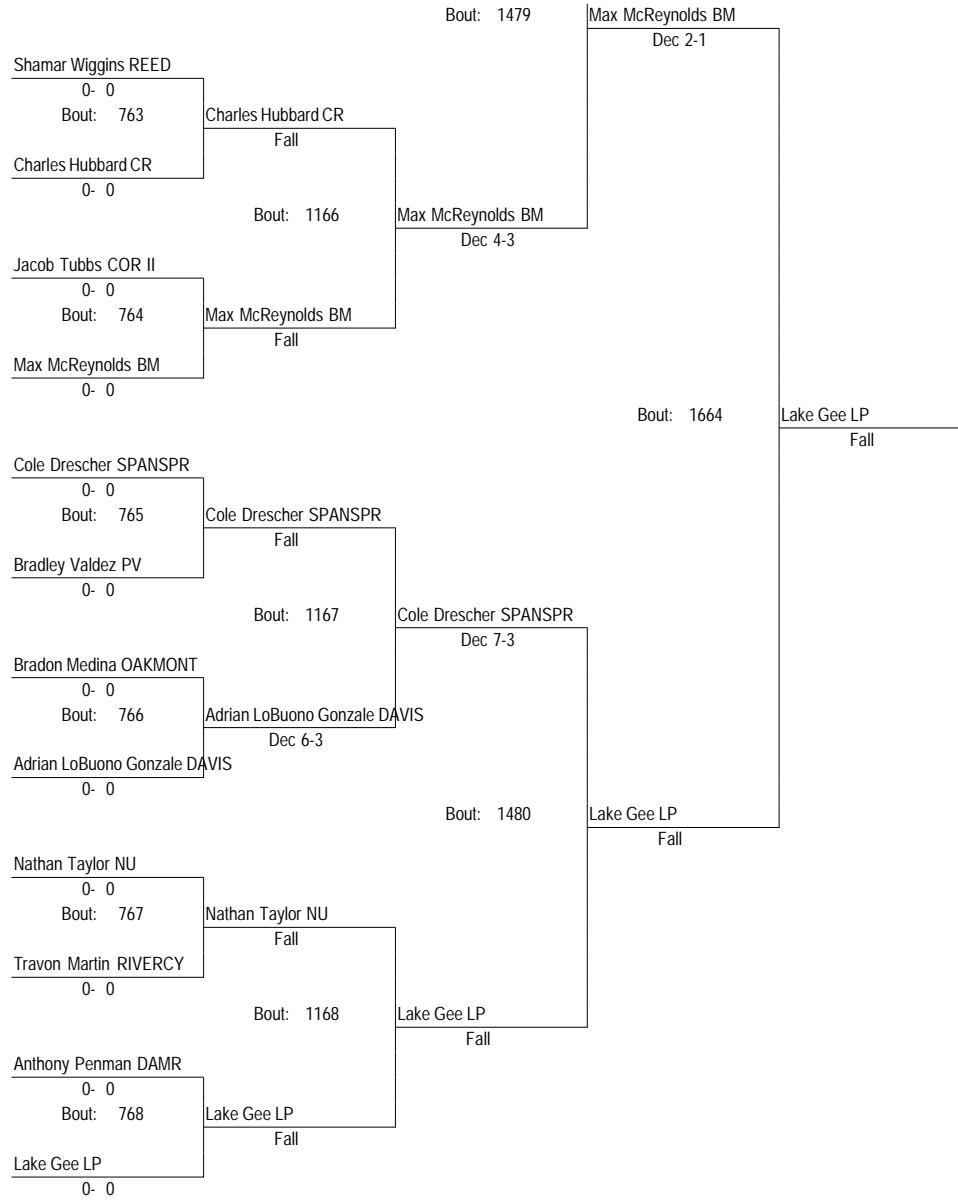 Bout: 1479 Max McReynolds BM
Dec 2-1
Shamar Wiggins REED
0- 0
Bout: 763 Charles Hubbard CR
Fall
Charles Hubbard CR
0- 0
Bout: 1166 Max McReynolds BM
Dec 4-3
Jacob Tubbs COR II
0- 0
Bout: 764 Max McReynolds BM
Fall
Max McReynolds BM
0- 0
Bout: 1664 Lake Gee LP
Fall
Cole Drescher SPANSPR
0- 0
Bout: 765 Cole Drescher SPANSPR
Fall
Bradley Valdez PV
0- 0
Bout: 1167 Cole Drescher SPANSPR
Dec 7-3
Bradon Medina OAKMONT
0- 0
Bout: 766 Adrian LoBuono Gonzale DAVIS
Dec 6-3
Adrian LoBuono Gonzale DAVIS
0- 0
Bout: 1480 Lake Gee LP
Fall
Nathan Taylor NU
0- 0
Bout: 767 Nathan Taylor NU
Fall
Travon Martin RIVERCY
0- 0
Bout: 1168 Lake Gee LP
Fall
Anthony Penman DAMR
0- 0
Bout: 768 Lake Gee LP
Fall
Lake Gee LP
0- 0